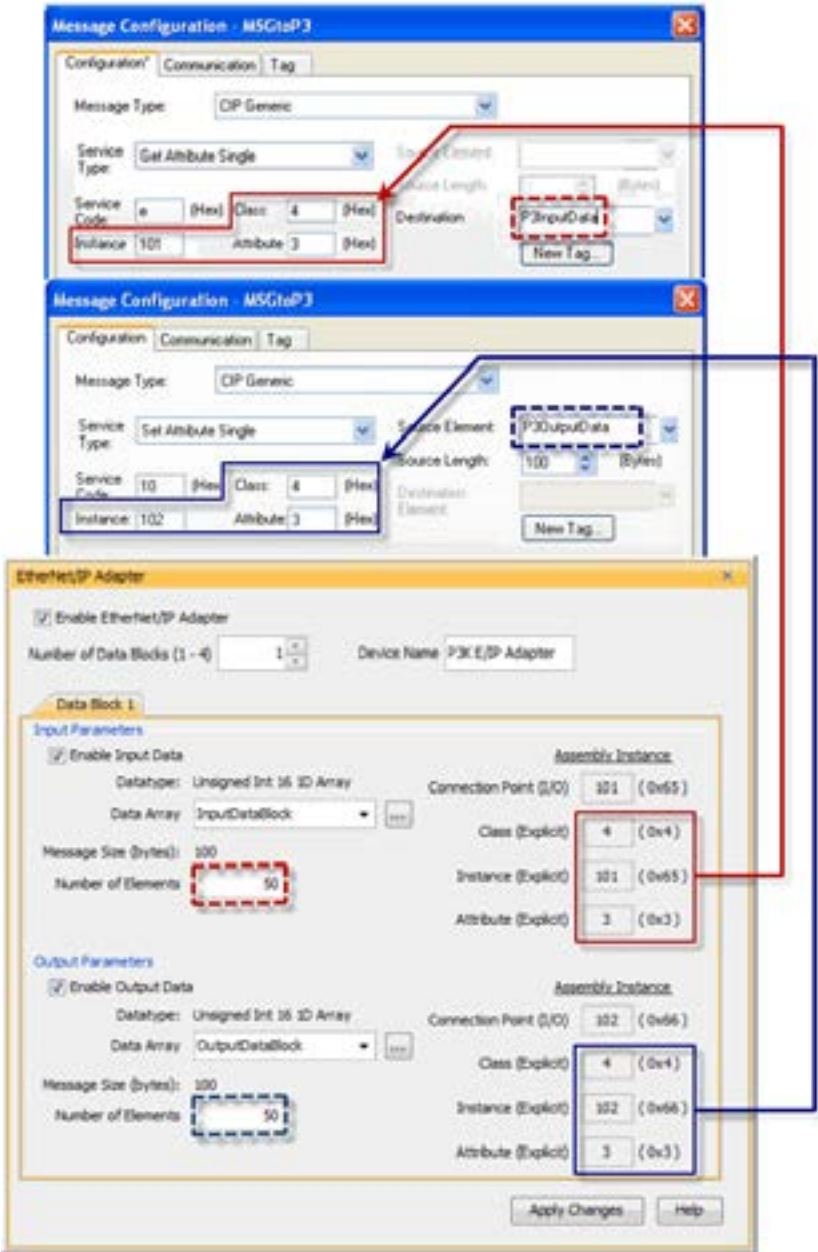 Message Configuration - MSGtoP3
Configuration* Communication Tag
Message Type: CIP Generic
Service Type: Get Attribute Single
Source Element:
Source Length: (Bytes)
Service Code: e (Hex) Class: 4 (Hex)
Destination P3InputData
Instance: 101 Attribute: 3 (Hex)
New Tag...
Message Configuration - MSGtoP3
Configuration Communication Tag
Message Type: CIP Generic
Service Type: Set Attribute Single
Source Element: P3OutputData
Source Length: 100 (Bytes)
Service Code: 10 (Hex) Class: 4 (Hex)
Destination Element:
Instance: 102 Attribute: 3 (Hex)
New Tag...
EtherNet/IP Adapter
Enable EtherNet/IP Adapter
Number of Data Blocks (1 - 4) 1 Device Name P3K E/IP Adapter
Data Block 1
Input Parameters
Enable Input Data Assembly Instance
Datatype: Unsigned Int 16 1D Array
Connection Point (I/O) 101 (0x65)
Data Array InputDataBlock ...
Class (Explicit) 4 (0x4)
Message Size (bytes): 100
Number of Elements 50
Instance (Explicit) 101 (0x65)
Attribute (Explicit) 3 (0x3)
Output Parameters
Enable Output Data Assembly Instance
Datatype: Unsigned Int 16 1D Array
Connection Point (I/O) 102 (0x66)
Data Array OutputDataBlock ...
Class (Explicit) 4 (0x4)
Message Size (bytes): 100
Number of Elements 50
Instance (Explicit) 102 (0x66)
Attribute (Explicit) 3 (0x3)
Apply Changes Help